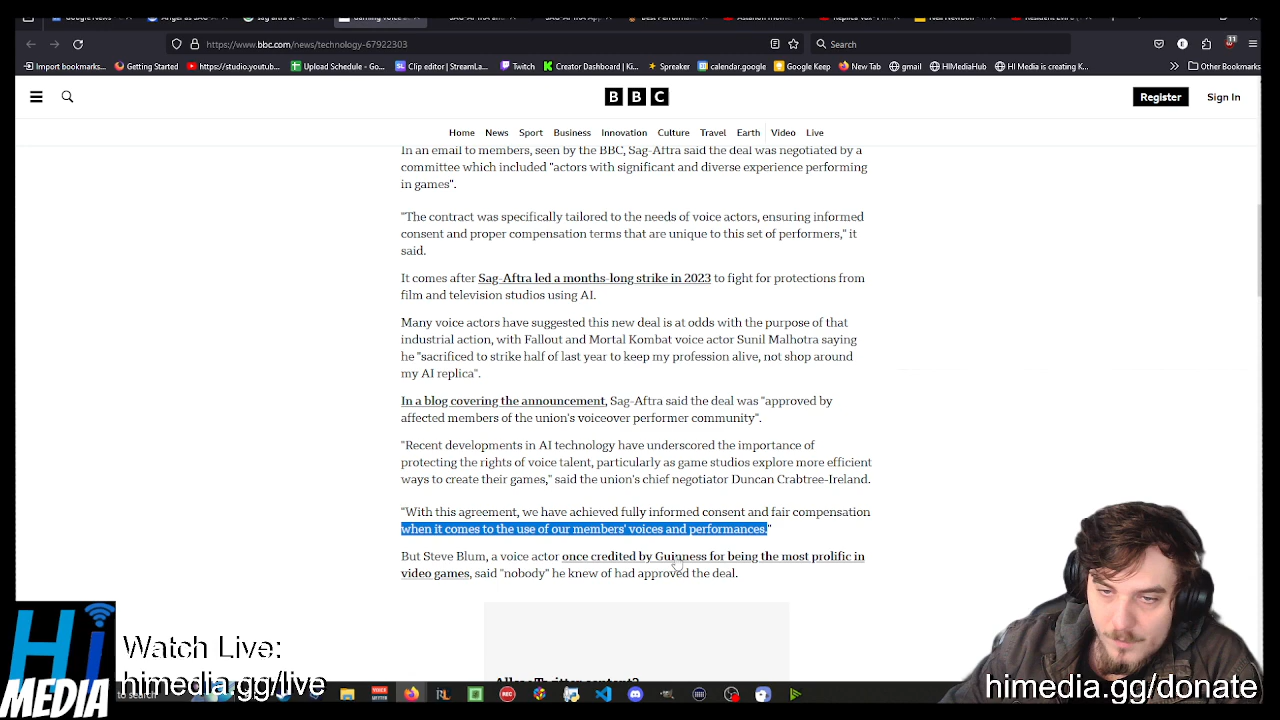 https://www.bbc.com/news/technology-67922303
Search
11
Import bookmarks...
Getting Started
https://studio.youtub...
Upload Schedule - Go...
Clip editor | StreamLa...
Twitch
Creator Dashboard | Ki...
Spreaker
calendar.google
Google Keep
New Tab
gmail
HIMediaHub
HI Media is creating K...
Other Bookmarks
BBC
Register
Sign In
Home
News
Sport
Business
Innovation
Culture
Travel
Earth
Video
Live
In an email to members, seen by the BBC, Sag-Aftra said the deal was negotiated by a
committee which included "actors with significant and diverse experience performing
in games".
"The contract was specifically tailored to the needs of voice actors, ensuring informed
consent and proper compensation terms that are unique to this set of performers," it
said.
It comes after Sag-Aftra led a months-long strike in 2023 to fight for protections from
film and television studios using AI.
Many voice actors have suggested this new deal is at odds with the purpose of that
industrial action, with Fallout and Mortal Kombat voice actor Sunil Malhotra saying
he "sacrificed to strike half of last year to keep my profession alive, not shop around
my AI replica".
In a blog covering the announcement, Sag-Aftra said the deal was "approved by
affected members of the union's voiceover performer community".
"Recent developments in AI technology have underscored the importance of
protecting the rights of voice talent, particularly as game studios explore more efficient
ways to create their games," said the union's chief negotiator Duncan Crabtree-Ireland.
"With this agreement, we have achieved fully informed consent and fair compensation
when it comes to the use of our members' voices and performances."
But Steve Blum, a voice actor once credited by Guinness for being the most prolific in
video games, said "nobody" he knew of had approved the deal.
Hi
MEDIA
Watch Live:
himedia.gg/live
to search
himedia.gg/donate